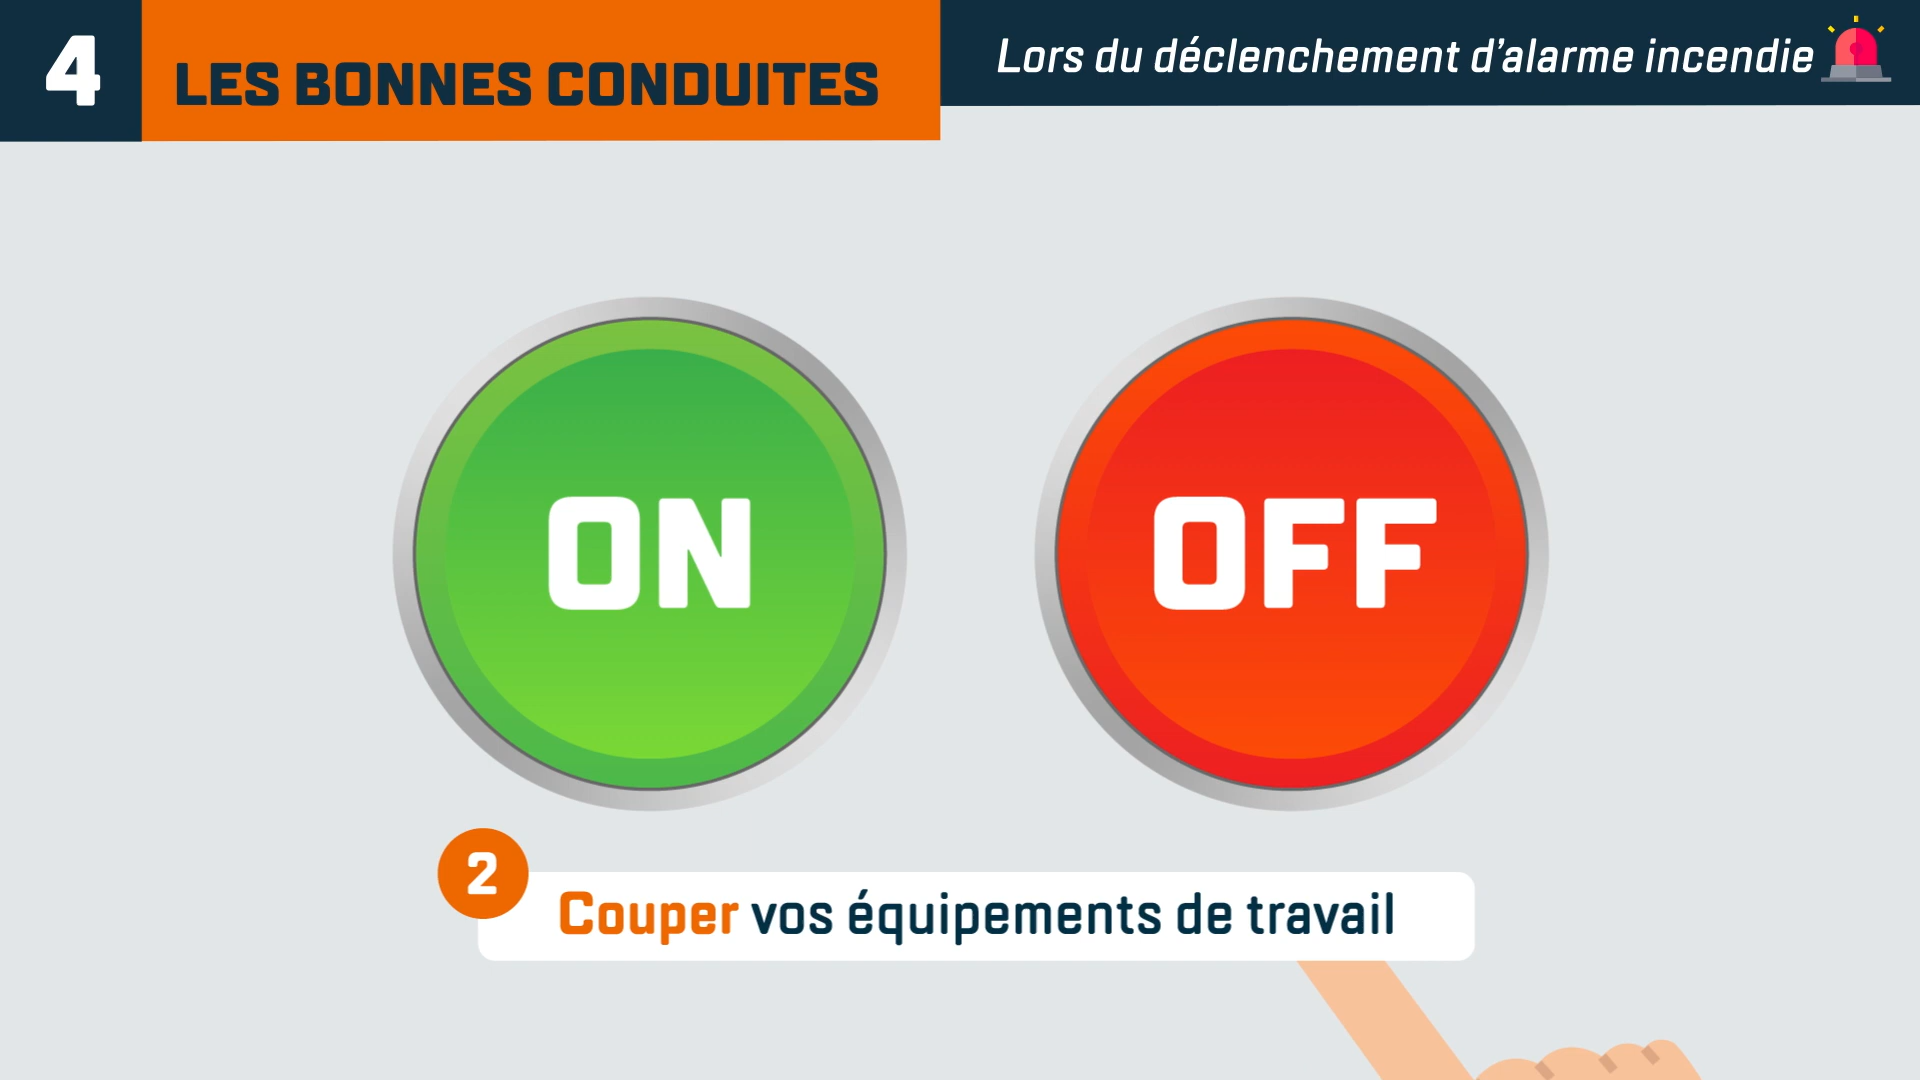 4
LES BONNES CONDUITES
Lors du déclenchement d’alarme incendie
ON
OFF
2
Couper vos équipements de travail